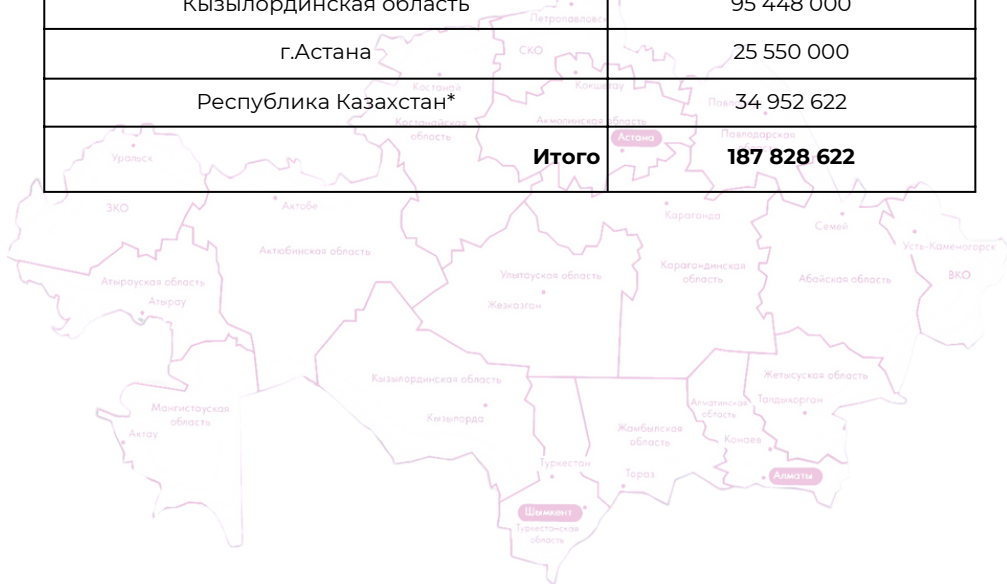 Кызылординская область 95 448 000
Петропавловск
г.Астана 25 550 000
СКО
Костанай
Кокшетау
Республика Казахстан* 34 952 622
Костанайская
область
Акмолинская область
Астана
Павлодарская
Итого 187 828 622
Уральск
ЗКО
Актобе
Караганда
Семей
Усть-Каменогорск
Актюбинская область
Улытауская область
Карагандинская
область
Абайская область
ВКО
Атырауская область
Атырау
Жезказган
Кызылординская область
Жетысуская область
Талдыкорган
Алматинская
область
Мангистауская
область
Актау
Кызылорда
Жамбылская
область
Конаев
Туркестан
Тараз
Алматы
Шымкент
Туркестанская
область